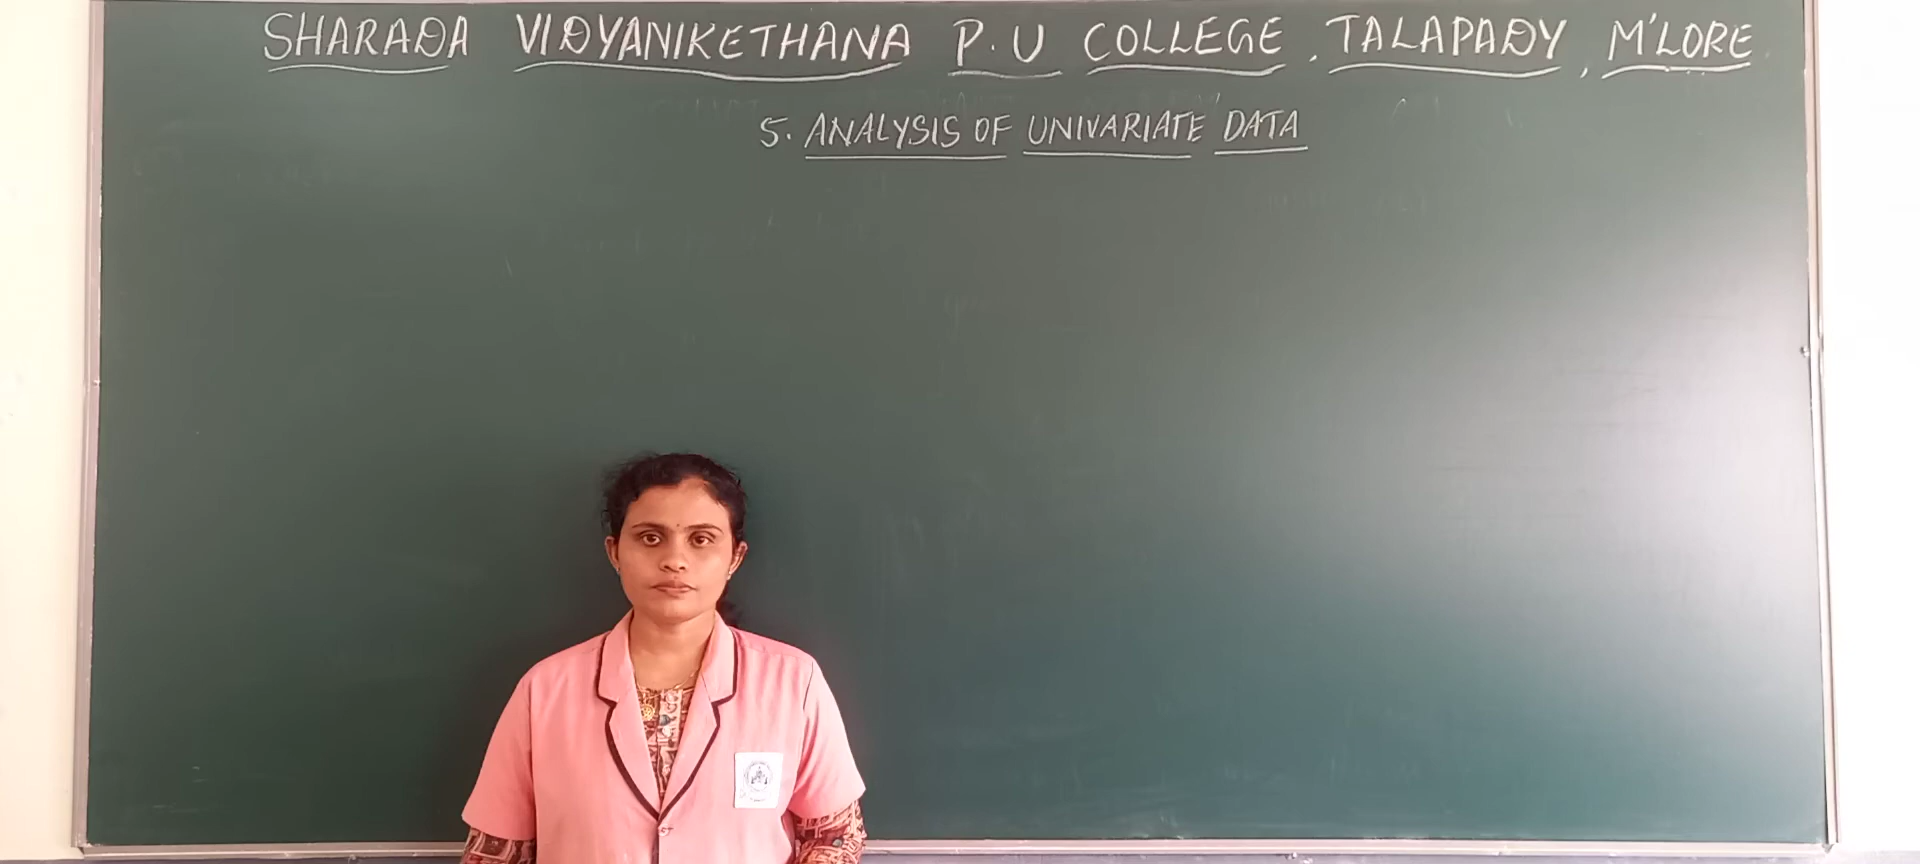 SHARADA VIDYANIKETHANA P.U COLLEGE, TALAPADY, M'LORE
5. ANALYSIS OF UNIVARIATE DATA